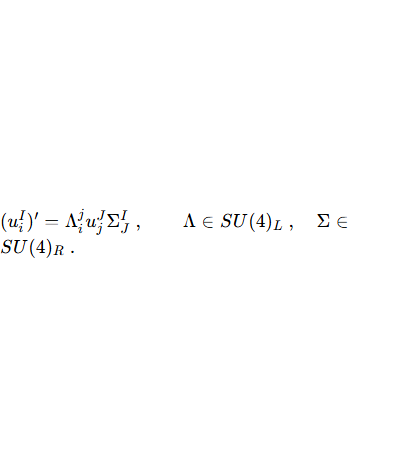 $(u_i^I)' = \Lambda_i^j u_j^J \Sigma_J^I \ , \qquad \Lambda \in SU(4)_L \ , \quad \Sigma \in$
$SU(4)_R \ .$